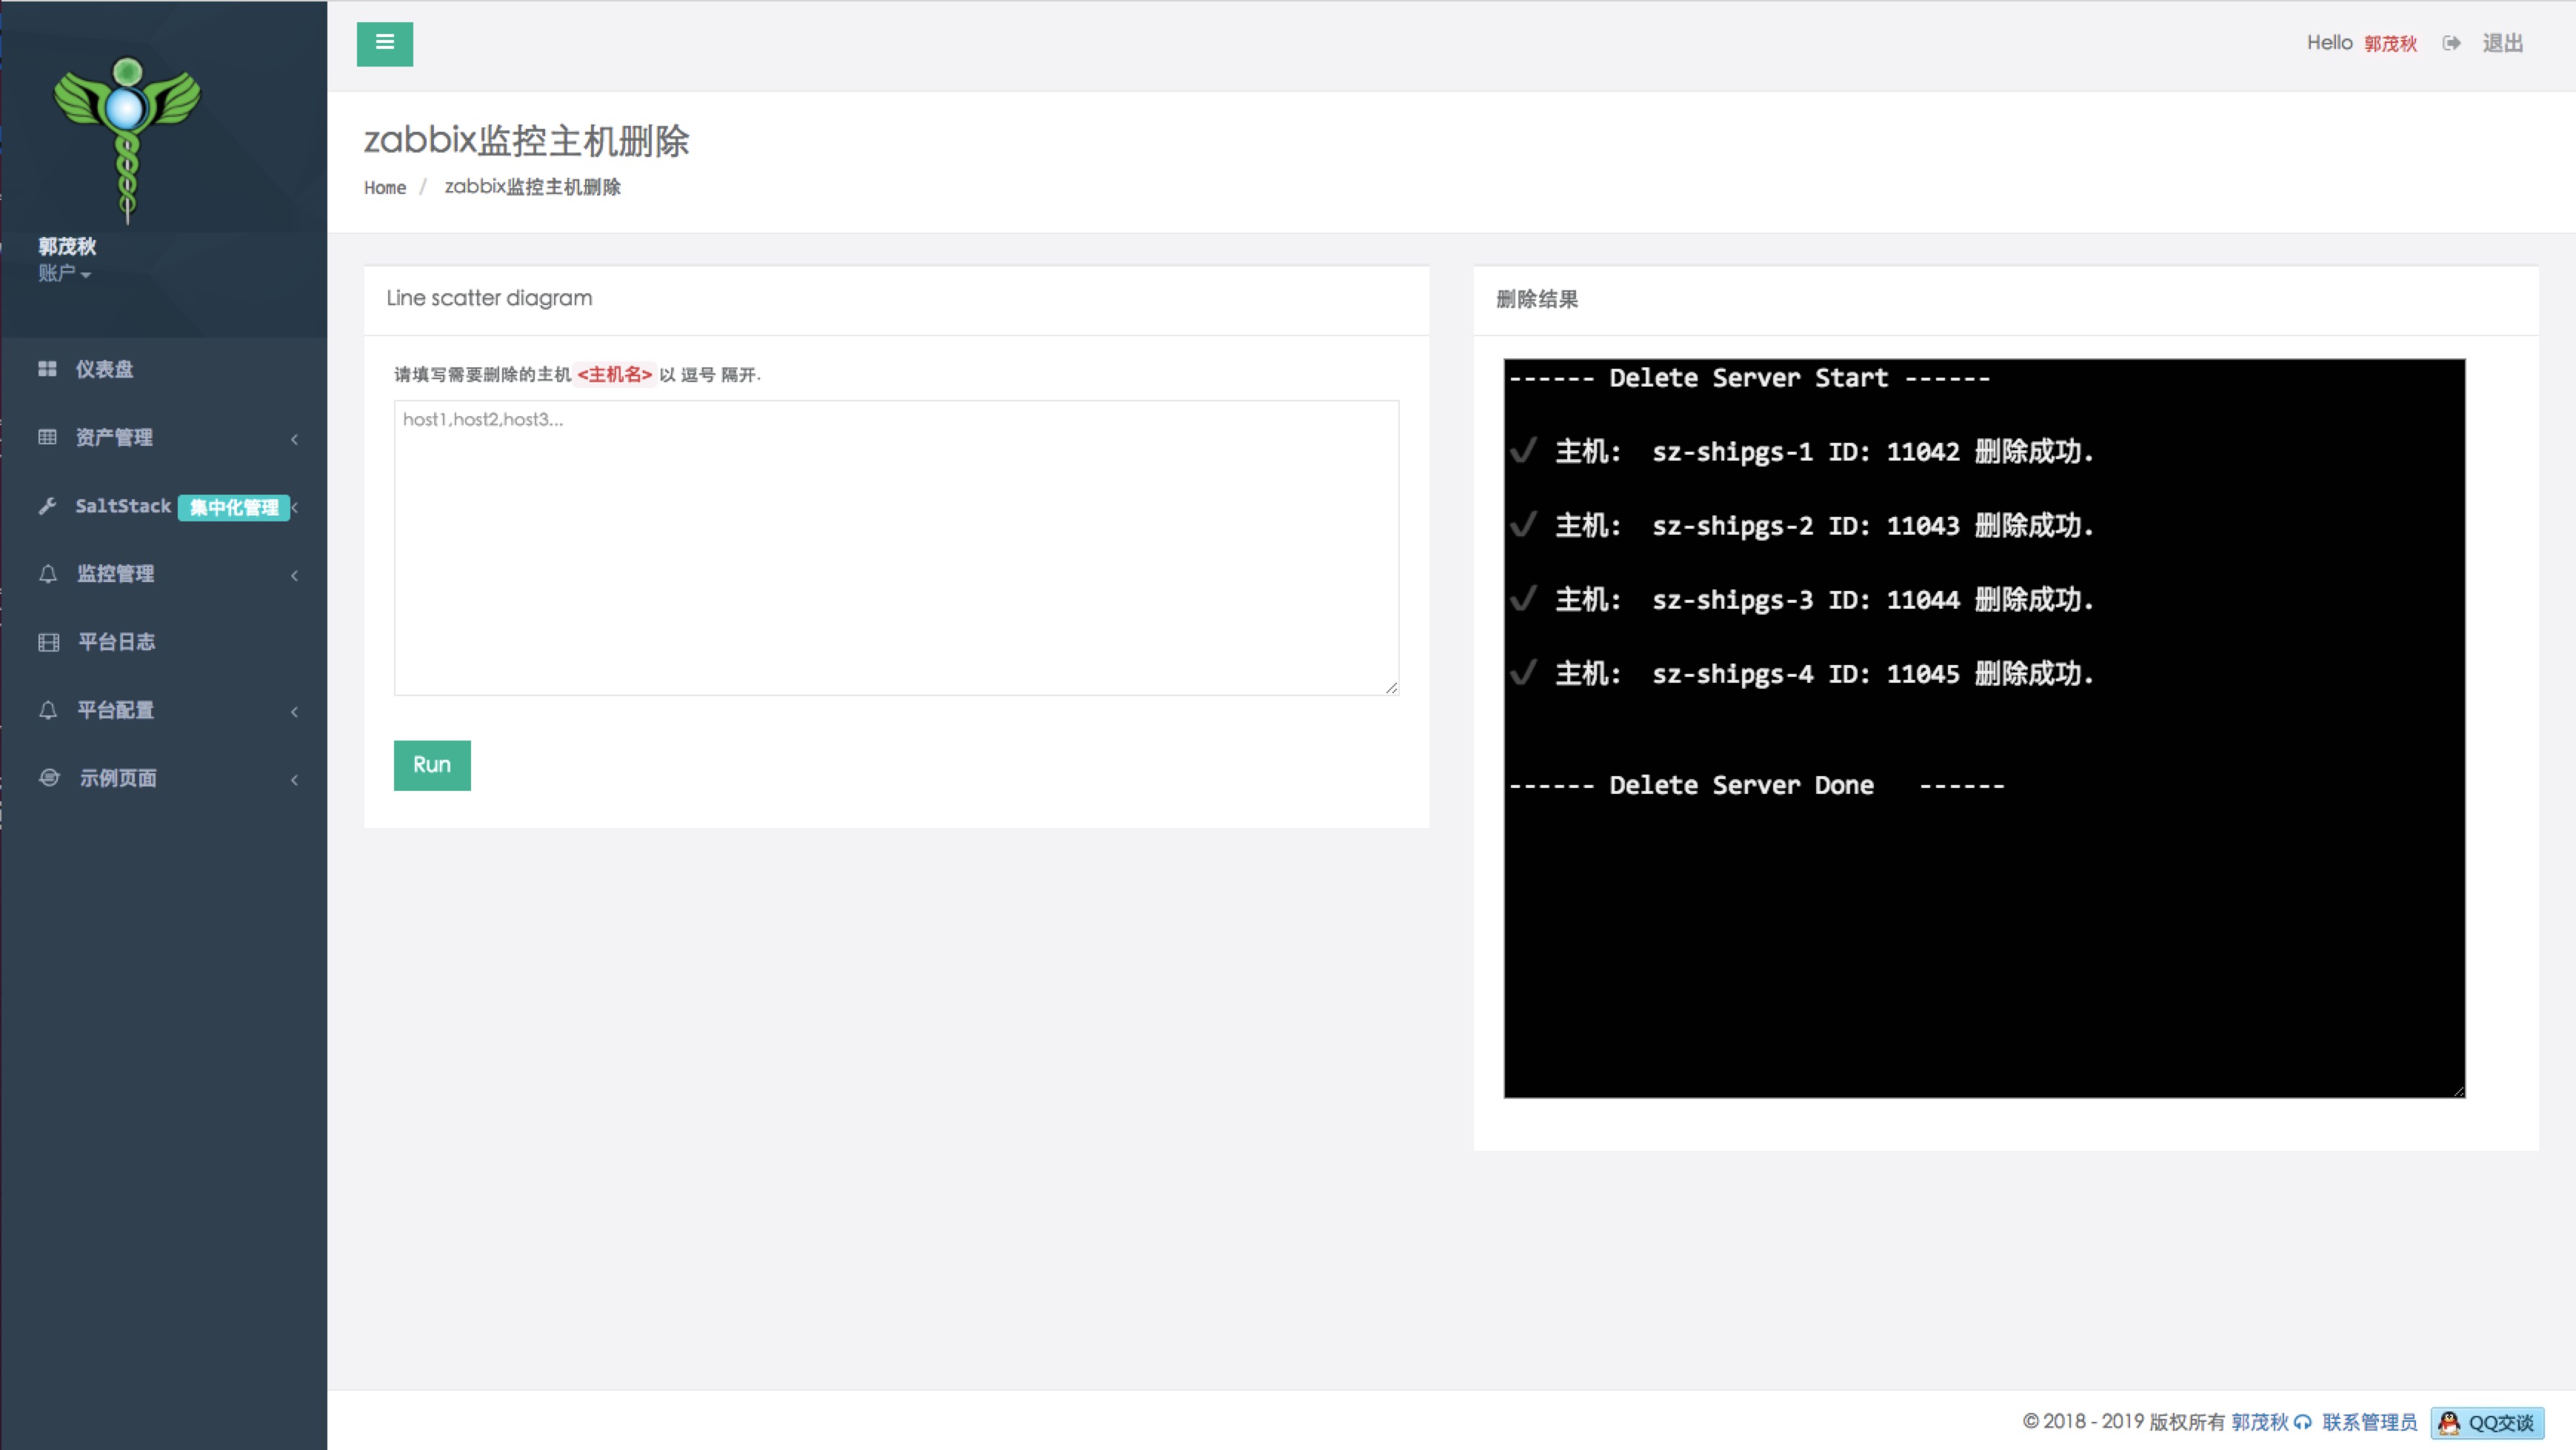 Hello 郭茂秋 退出
郭茂秋
账户
仪表盘
资产管理
SaltStack 集中化管理
监控管理
平台日志
平台配置
示例页面
zabbix监控主机删除
Home / zabbix监控主机删除
Line scatter diagram
请填写需要删除的主机 <主机名> 以 逗号 隔开.
host1,host2,host3...
Run
删除结果
------ Delete Server Start ------
✔ 主机: sz-shipgs-1 ID: 11042 删除成功.
✔ 主机: sz-shipgs-2 ID: 11043 删除成功.
✔ 主机: sz-shipgs-3 ID: 11044 删除成功.
✔ 主机: sz-shipgs-4 ID: 11045 删除成功.
------ Delete Server Done ------
© 2018 - 2019 版权所有 郭茂秋 联系管理员 QQ交谈